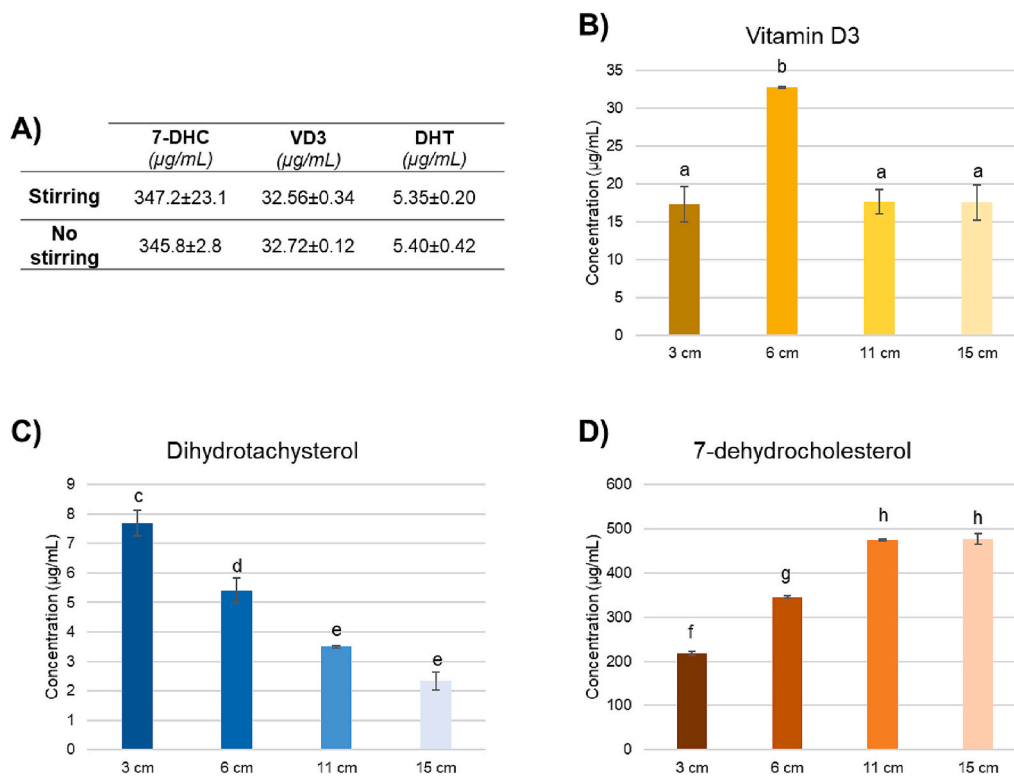 A)
7-DHC VD3 DHT
(µg/mL) (µg/mL) (µg/mL)
Stirring 347.2±23.1 32.56±0.34 5.35±0.20
No
stirring 345.8±2.8 32.72±0.12 5.40±0.42
B)
Vitamin D3
Concentration (µg/mL)
35
30
25
20
15
10
5
0
a
b
a
a
3 cm 6 cm 11 cm 15 cm
C)
Dihydrotachysterol
Concentration (µg/mL)
9
8
7
6
5
4
3
2
1
0
c
d
e
e
3 cm 6 cm 11 cm 15 cm
D)
7-dehydrocholesterol
Concentration (µg/mL)
600
500
400
300
200
100
0
f
g
h
h
3 cm 6 cm 11 cm 15 cm